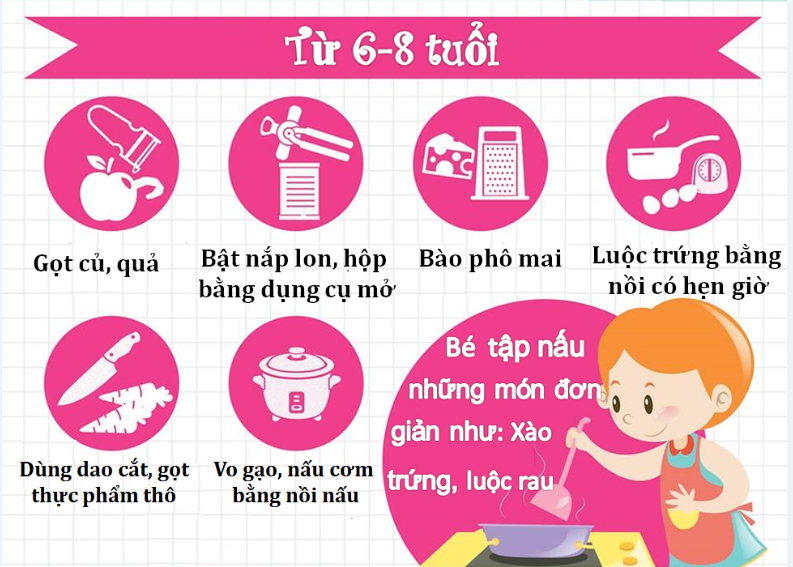 Từ 6-8 tuổi
Gọt củ, quả
Bật nắp lon, hộp
bằng dụng cụ mở
Bào phô mai
Luộc trứng bằng
nồi có hẹn giờ
Dùng dao cắt, gọt
thực phẩm thô
Vo gạo, nấu cơm
bằng nồi nấu
Bé tập nấu
những món đơn
giản như: Xào
trứng, luộc rau